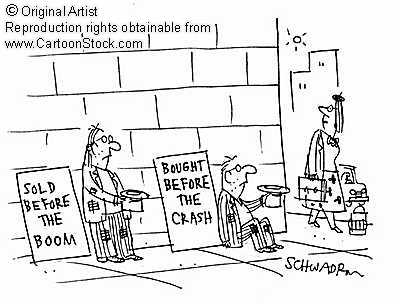 © Original Artist
Reproduction rights obtainable from
www.CartoonStock.com
SOLD
BEFORE
THE
BOOM
BOUGHT
BEFORE
THE
CRASH
SCHWADRON